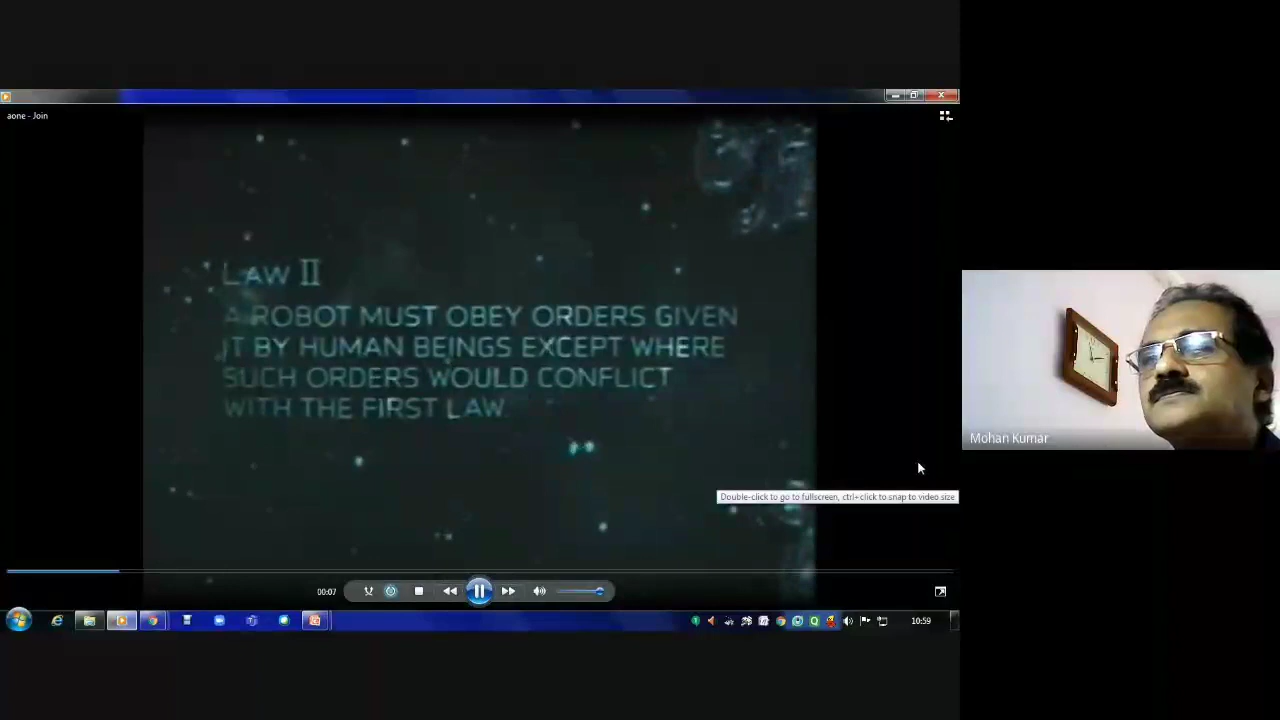 aone - Join
LAW II
A ROBOT MUST OBEY ORDERS GIVEN
IT BY HUMAN BEINGS EXCEPT WHERE
SUCH ORDERS WOULD CONFLICT
WITH THE FIRST LAW.
Mohan Kumar
Double-click to go to fullscreen, ctrl+click to snap to video size
00:07
10:59